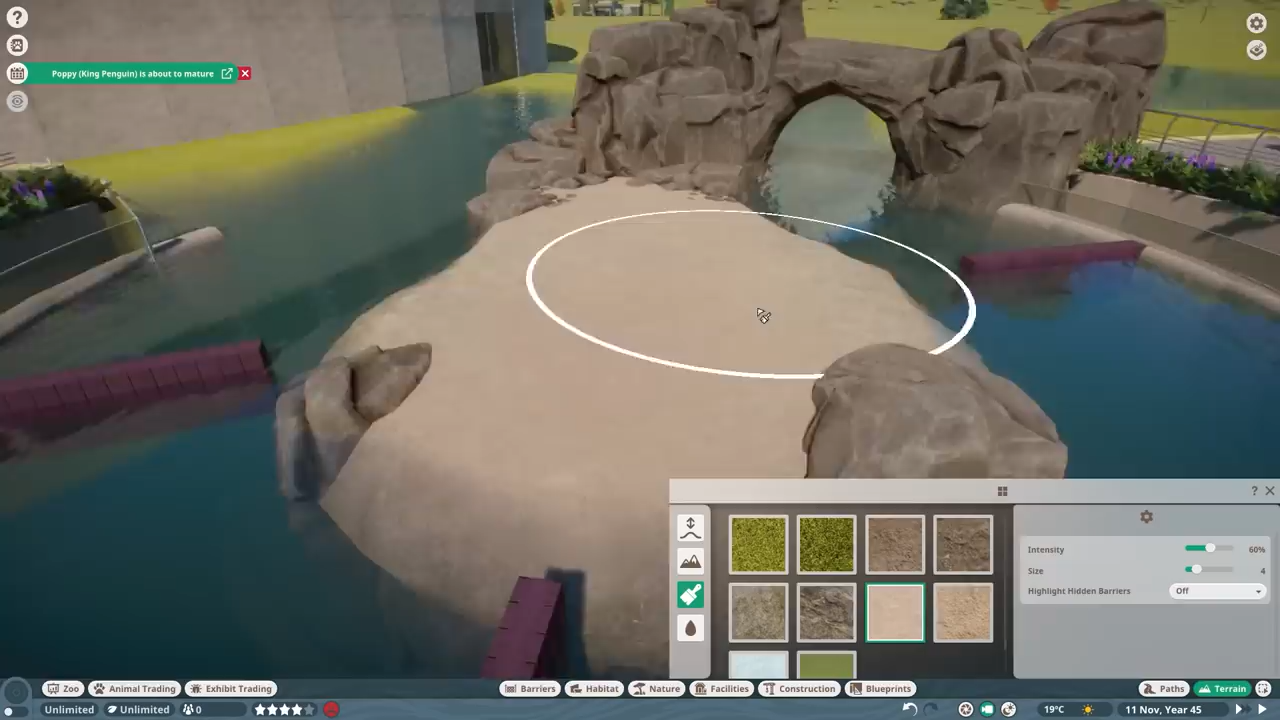 ?
Poppy (King Penguin) is about to mature
?
Intensity 60%
Size 4
Highlight Hidden Barriers Off
Zoo Animal Trading Exhibit Trading Barriers Habitat Nature Facilities Construction Blueprints Paths Terrain
Unlimited Unlimited 0 19°C 11 Nov, Year 45